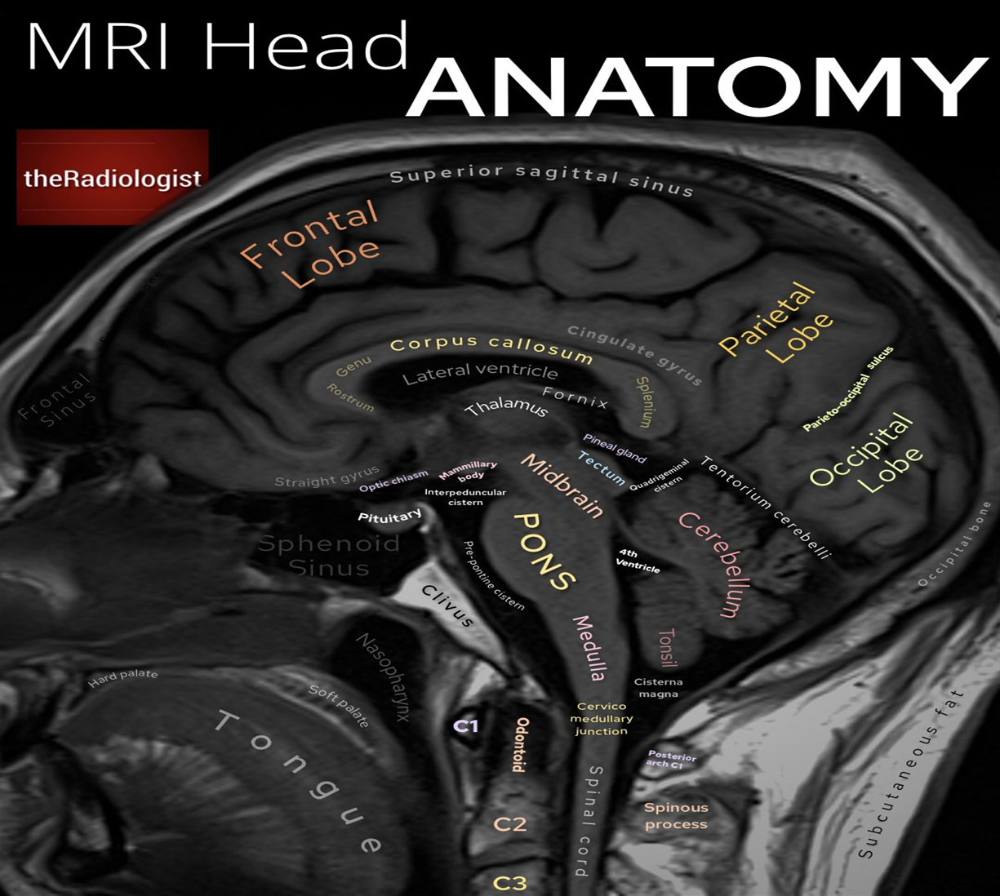 MRI Head
ANATOMY
theRadiologist
Superior sagittal sinus
Frontal
Lobe
Parietal
Lobe
Cingulate gyrus
Corpus callosum
Genu
Rostrum
Lateral ventricle
Fornix
Splenium
Thalamus
Frontal
Sinus
Parieto-occipital sulcus
Occipital
Lobe
Pineal gland
Tectum
Quadrigeminal
cistern
Tentorium cerebelli
Midbrain
Mammillary
body
Optic chiasm
Straight gyrus
Interpeduncular
cistern
Pituitary
Sphenoid
Sinus
PONS
Pre-pontine cistern
4th
Ventricle
Cerebellum
Occipital bone
Clivus
Medulla
Tonsil
Nasopharynx
Hard palate
Soft palate
Cisterna
magna
Tongue
Cervico
medullary
junction
C1
Odontoid
Posterior
arch C1
Spinal cord
Spinous
process
C2
C3
Subcutaneous fat